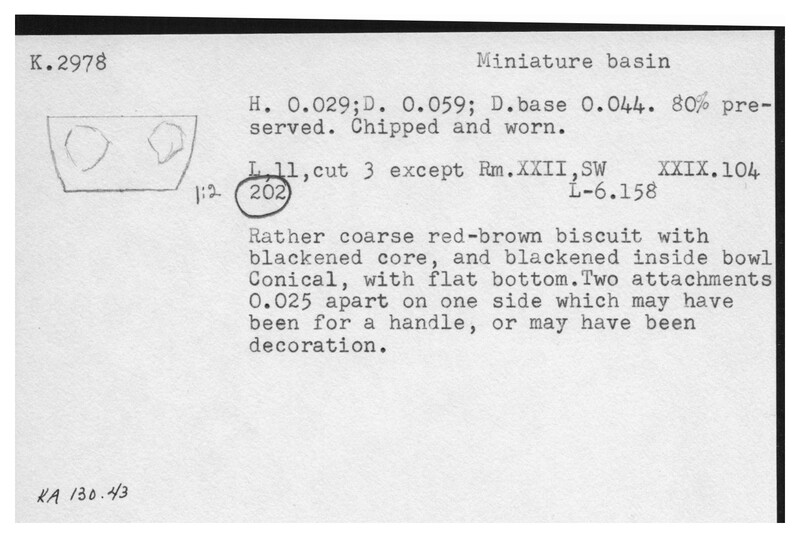 K.2978
Miniature basin
H. 0.029;D. 0.059; D.base 0.044. 80% pre-
served. Chipped and worn.
L,11,cut 3 except Rm.XXII,SW XXIX.104
202 L-6.158
1:2
Rather coarse red-brown biscuit with
blackened core, and blackened inside bowl
Conical, with flat bottom.Two attachments
0.025 apart on one side which may have
been for a handle, or may have been
decoration.
KA 130.43